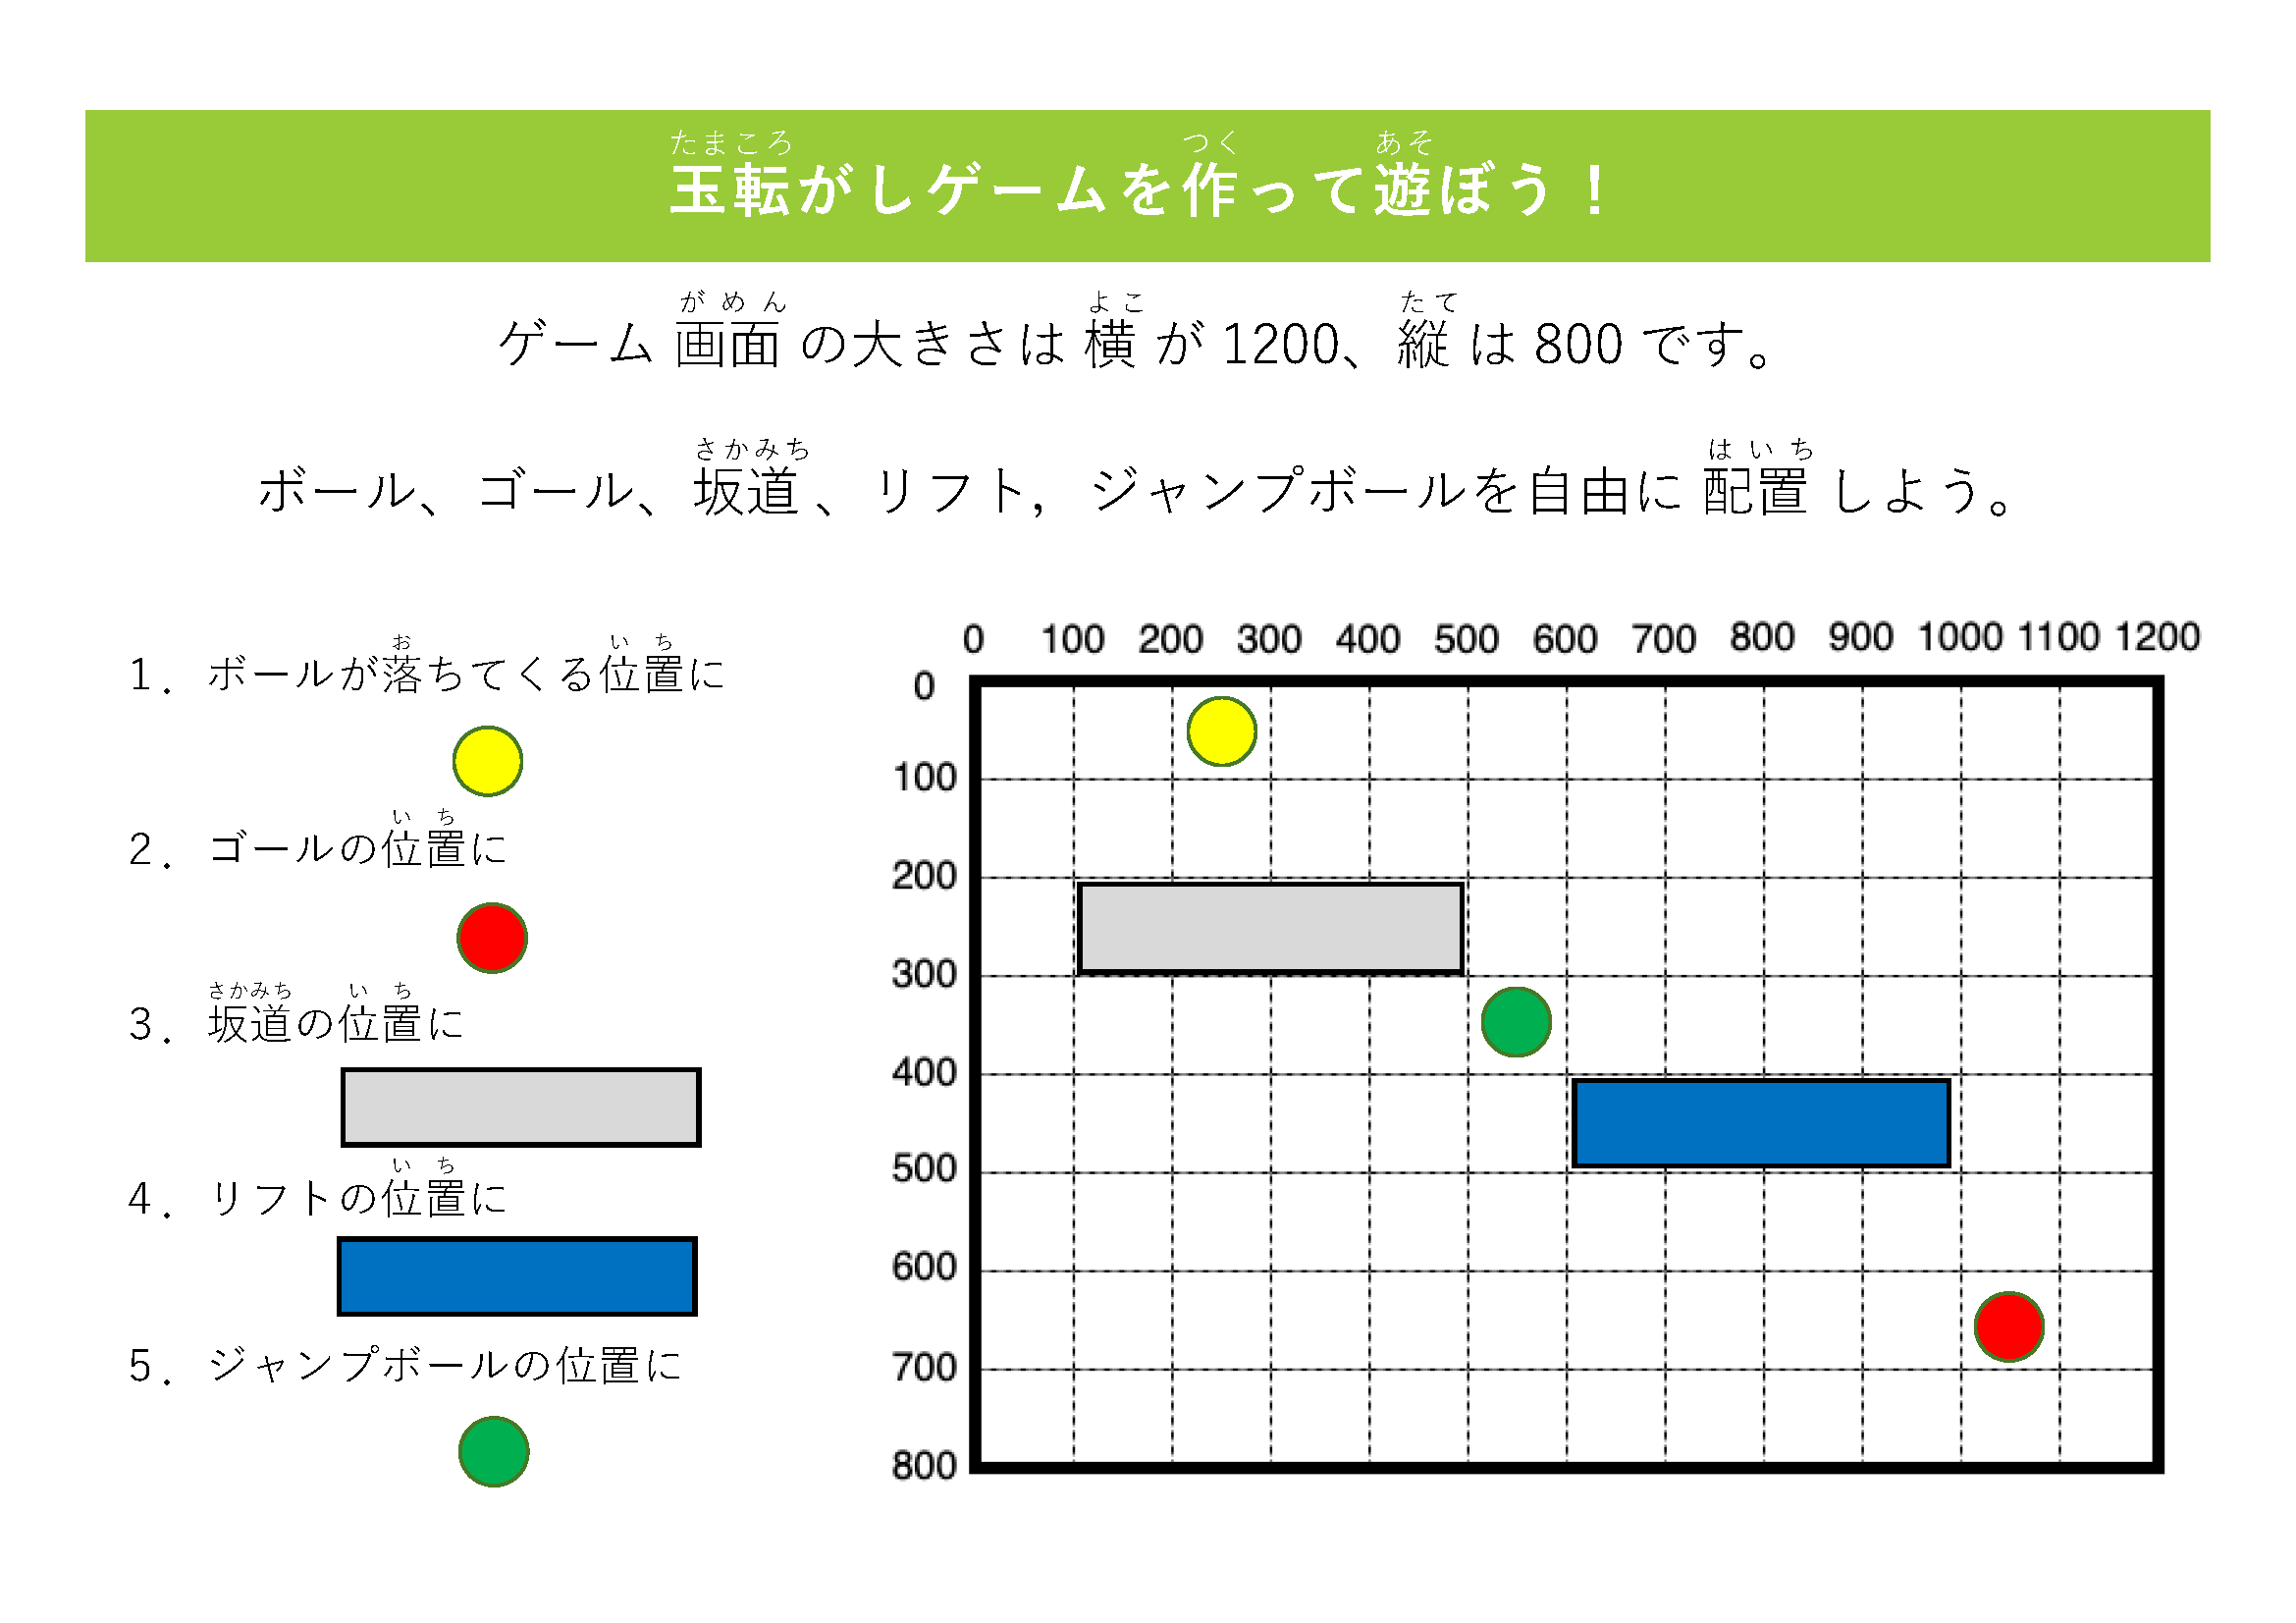 玉転がしゲームを作って遊ぼう！
たまころ つく あそ
ゲーム画面の大きさは横が1200、縦は800です。
がめん よこ たて
ボール、ゴール、坂道、リフト，ジャンプボールを自由に配置しよう。
さかみち はいち
1．ボールが落ちてくる位置に
お いち
2．ゴールの位置に
いち
3．坂道の位置に
さかみち いち
4．リフトの位置に
いち
5．ジャンプボールの位置に
0 100 200 300 400 500 600 700 800 900 1000 1100 1200
0
100
200
300
400
500
600
700
800